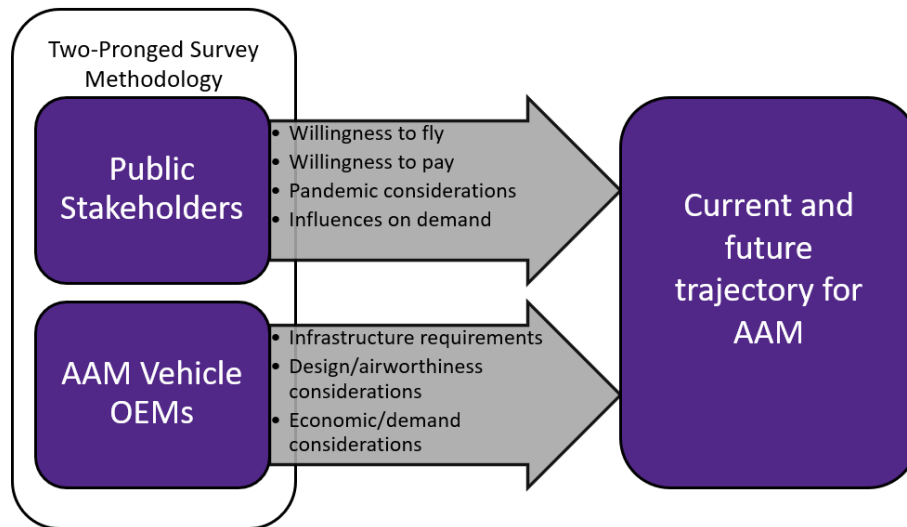 Two-Pronged Survey
Methodology
Public
Stakeholders
• Willingness to fly
• Willingness to pay
• Pandemic considerations
• Influences on demand
AAM Vehicle
OEMs
• Infrastructure requirements
• Design/airworthiness
considerations
• Economic/demand
considerations
Current and
future
trajectory for
AAM